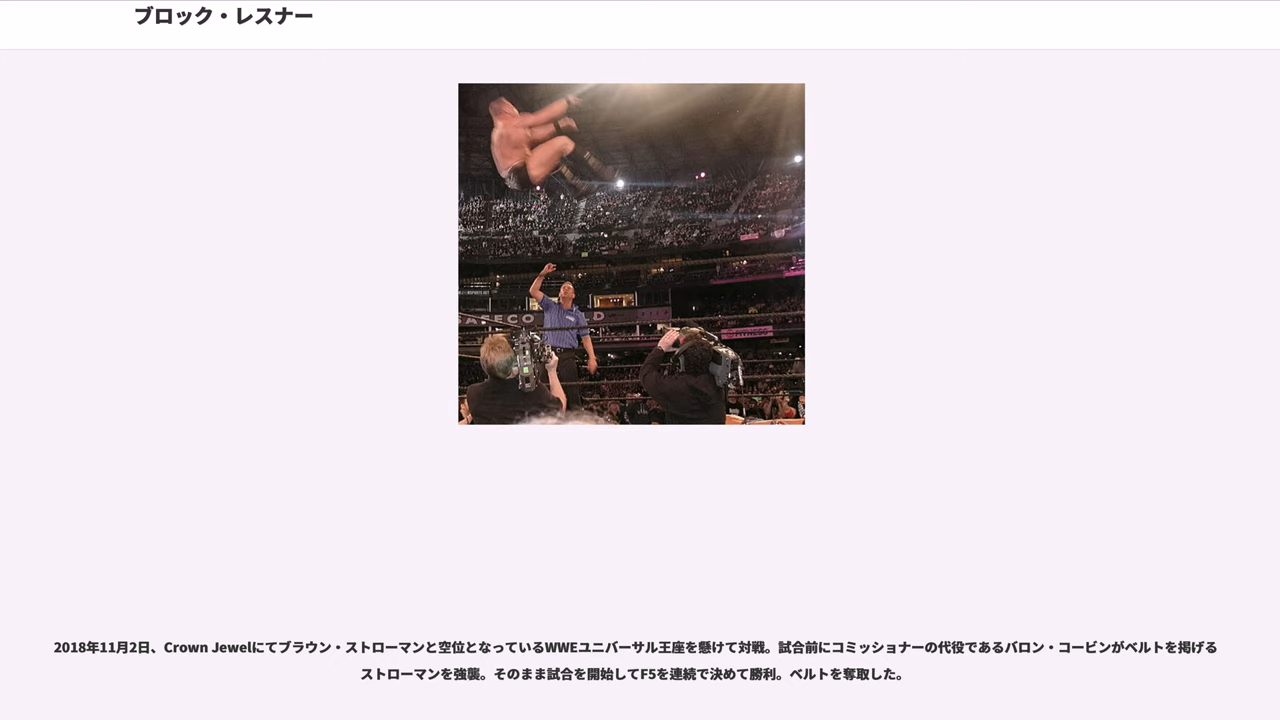 ブロック・レスナー
SAFECO
2018年11月2日、Crown Jewelにてブラウン・ストローマンと空位となっているWWEユニバーサル王座を懸けて対戦。試合前にコミッショナーの代役であるバロン・コービンがベルトを掲げる
ストローマンを強襲。そのまま試合を開始してF5を連続で決めて勝利。ベルトを奪取した。